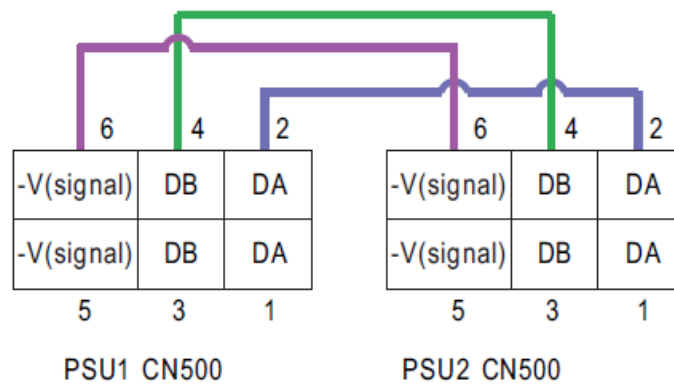 6 4 2 6 4 2
-V(signal) DB DA -V(signal) DB DA
-V(signal) DB DA -V(signal) DB DA
5 3 1 5 3 1
PSU1 CN500 PSU2 CN500